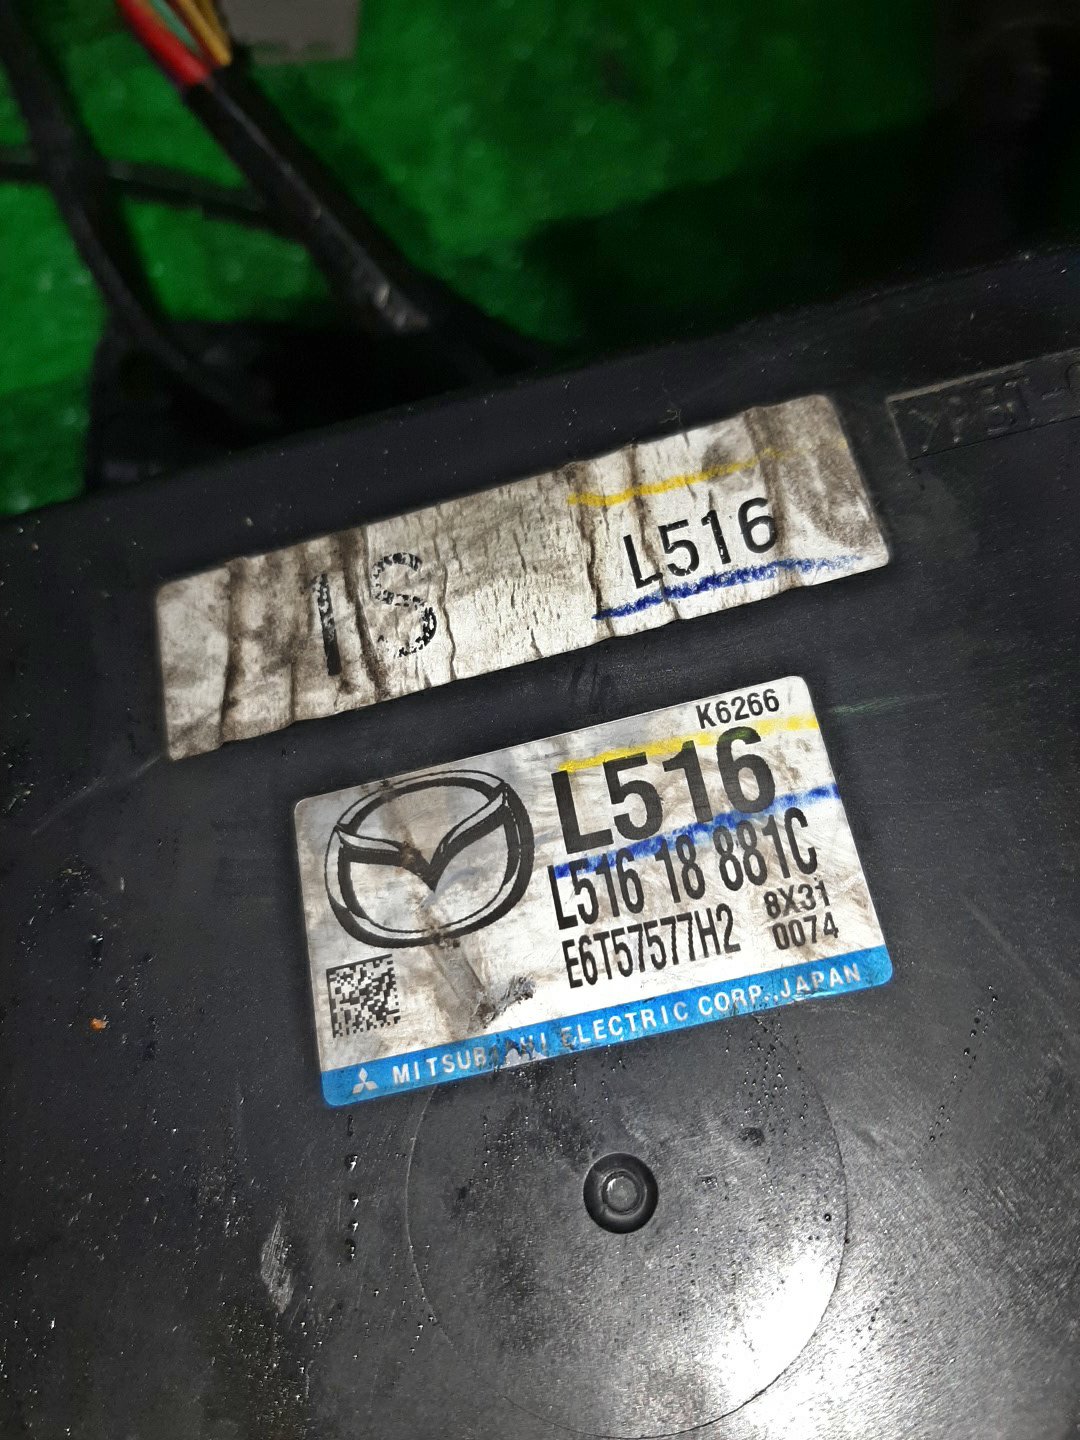 L516
1S
K6266
L516
L516 18 881C
E6T57577H2
8X31
0074
MITSUBISHI ELECTRIC CORP. JAPAN